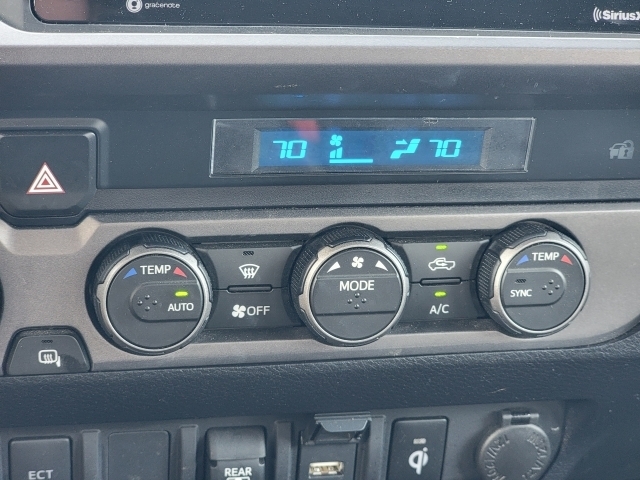 gracenote
SiriusX
70 70
TEMP
AUTO
OFF
MODE
A/C
TEMP
SYNC
ECT
REAR